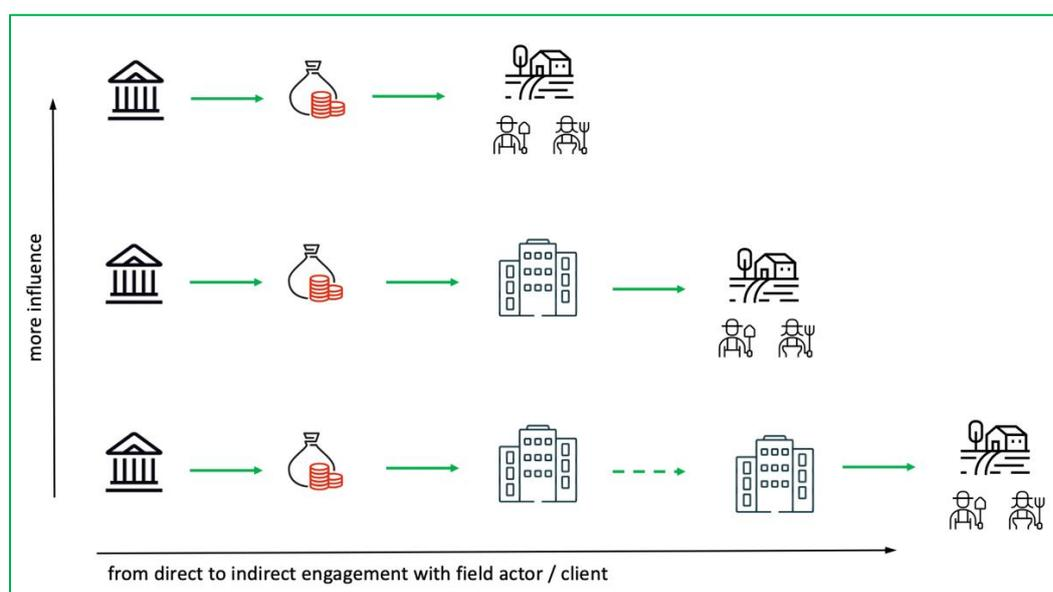 more influence
from direct to indirect engagement with field actor / client